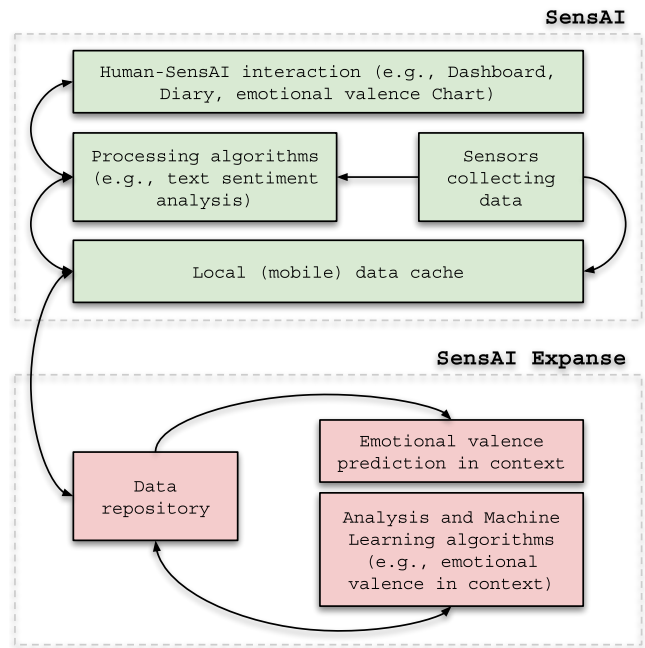 SensAI
Human-SensAI interaction (e.g., Dashboard,
Diary, emotional valence Chart)
Processing algorithms
(e.g., text sentiment
analysis)
Sensors
collecting
data
Local (mobile) data cache
SensAI Expanse
Emotional valence
prediction in context
Data
repository
Analysis and Machine
Learning algorithms
(e.g., emotional
valence in context)